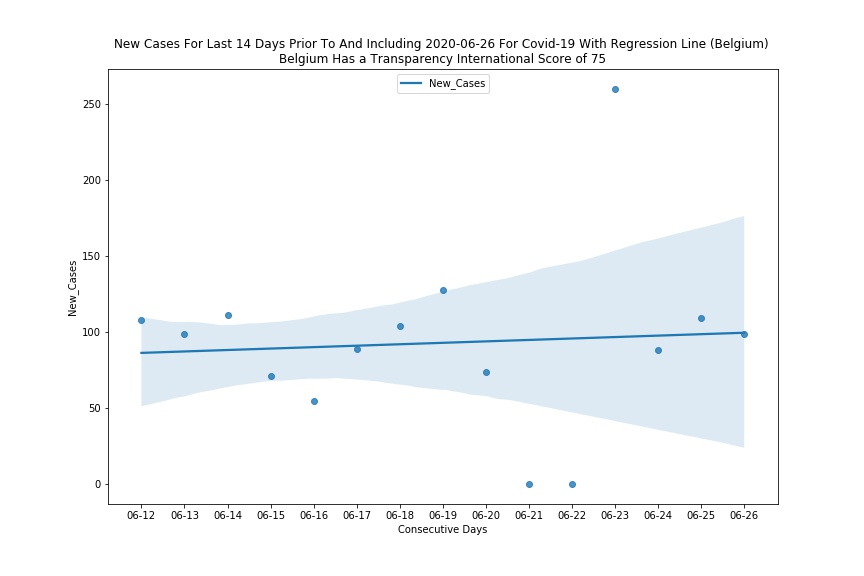 New Cases For Last 14 Days Prior To And Including 2020-06-26 For Covid-19 With Regression Line (Belgium)
Belgium Has a Transparency International Score of 75
New_Cases
250
200
150
100
50
0
New_Cases
06-12 06-13 06-14 06-15 06-16 06-17 06-18 06-19 06-20 06-21 06-22 06-23 06-24 06-25 06-26
Consecutive Days